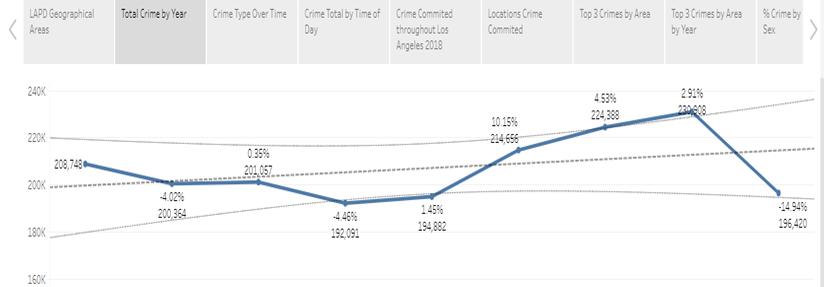 LAPD Geographical
Areas
Total Crime by Year
Crime Type Over Time
Crime Total by Time of
Day
Crime Commited
throughout Los
Angeles 2018
Locations Crime
Commited
Top 3 Crimes by Area
Top 3 Crimes by Area
by Year
% Crime by
Sex
240K
220K
200K
180K
160K
208,748
-4.02%
200,364
0.35%
201,057
-4.46%
192,091
1.45%
194,882
10.15%
214,656
4.53%
224,388
2.91%
-14.94%
196,420